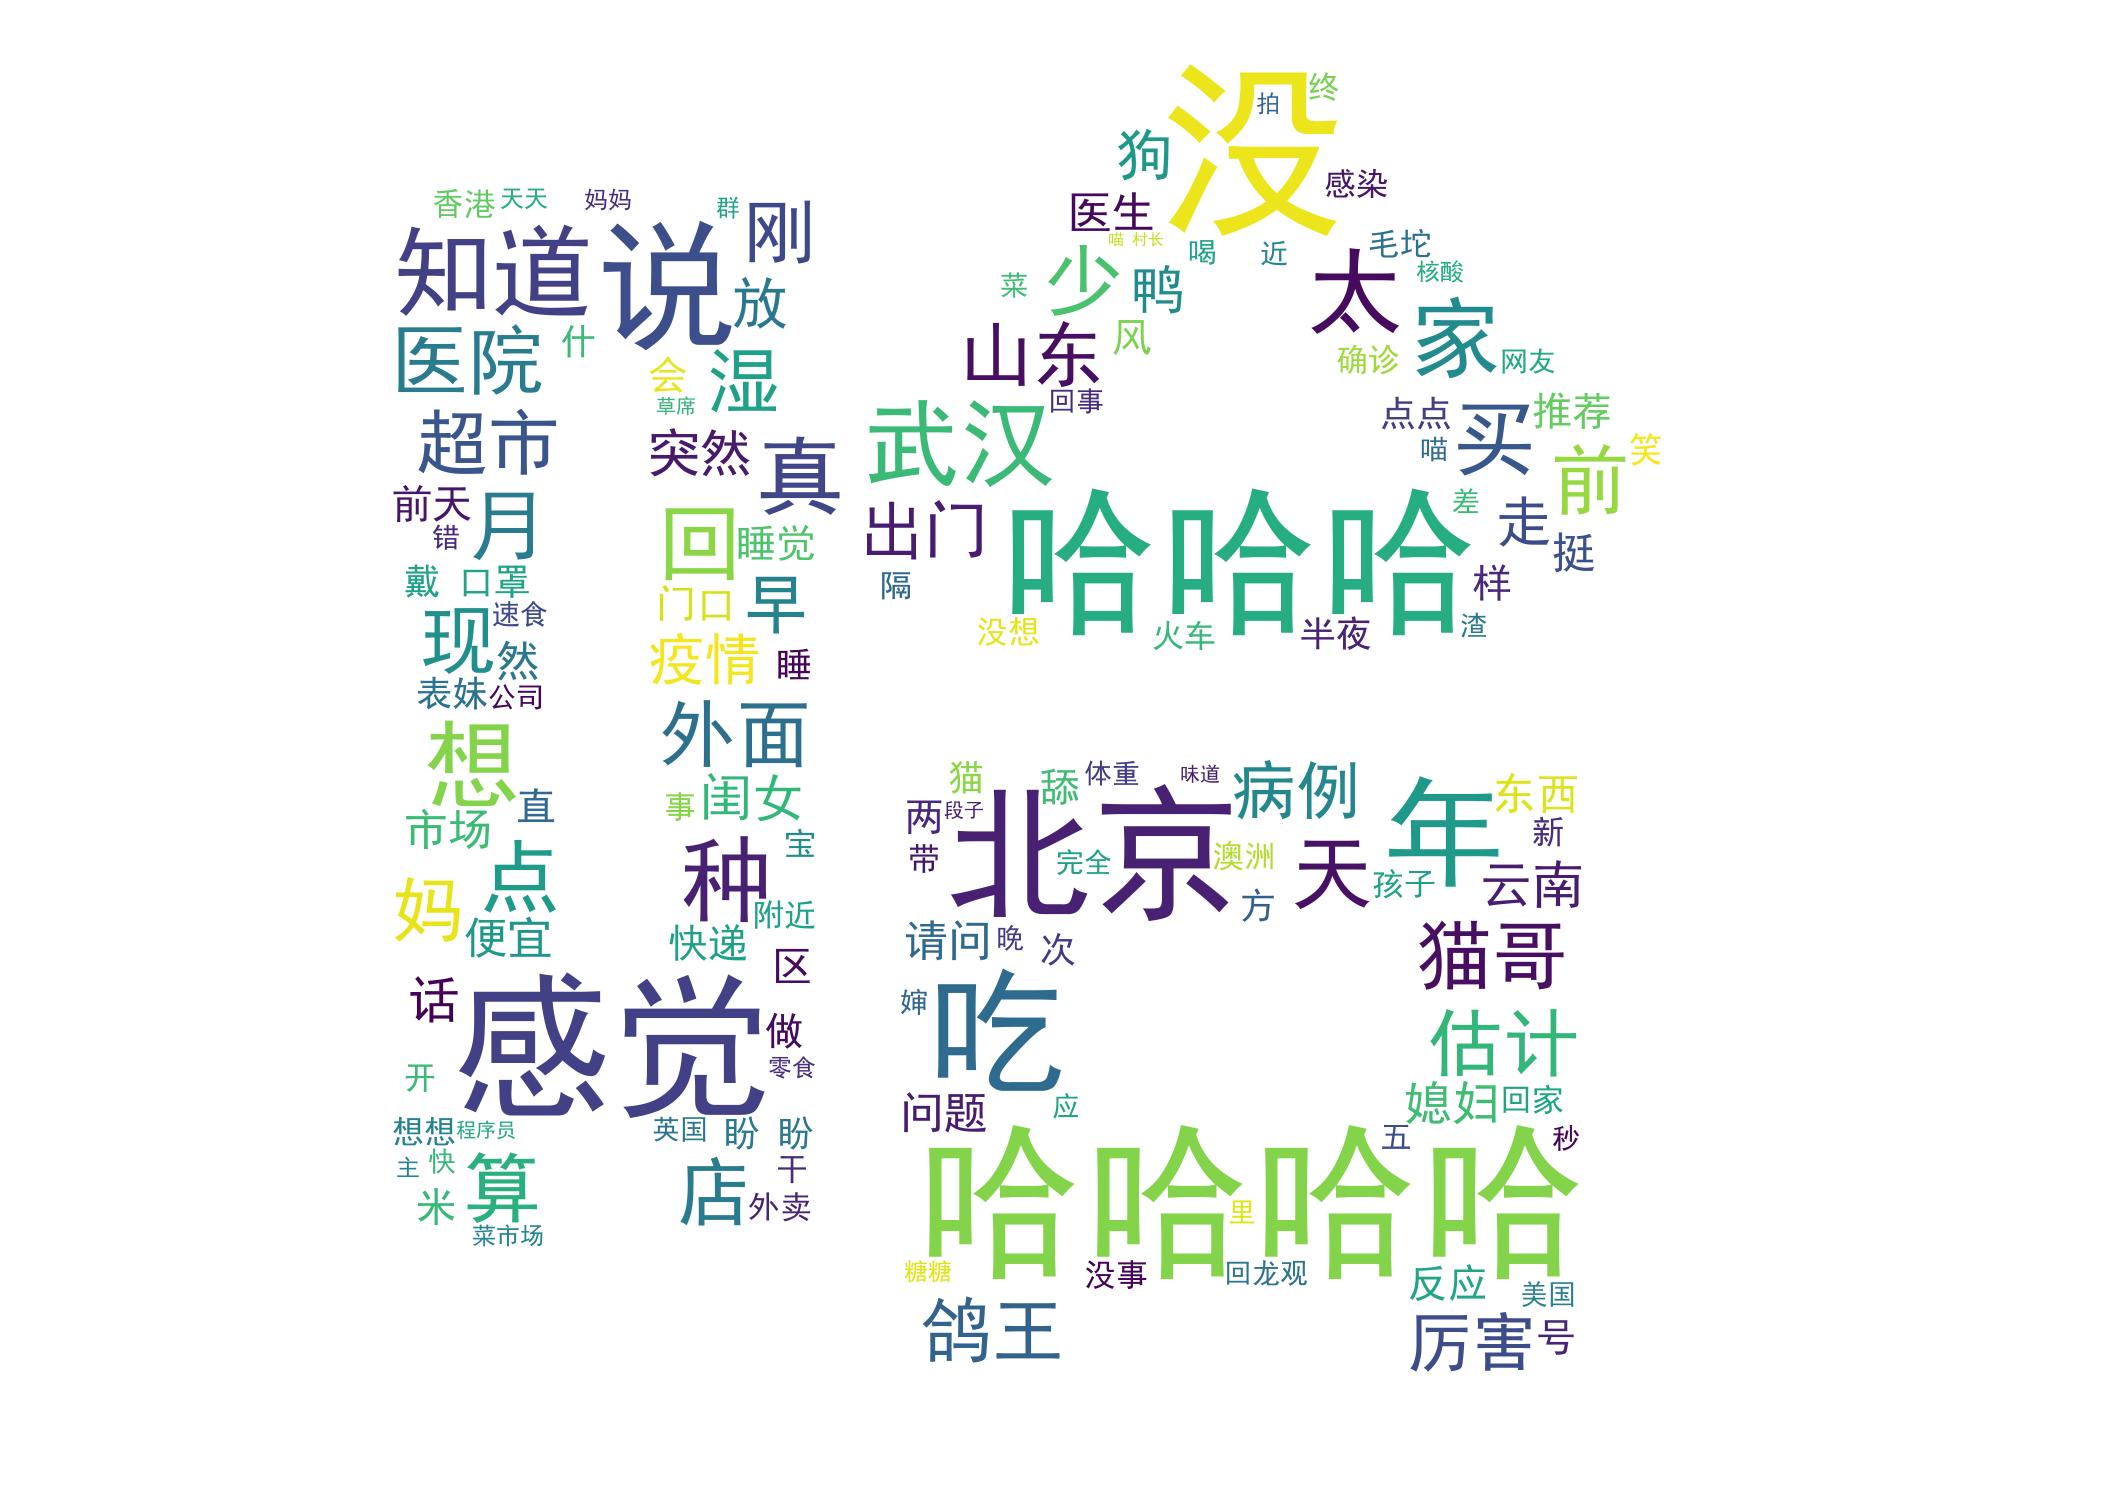 香港 天天 妈妈 群
知道 说 刚
放
医院 什
会 湿
草席
超市 突然 真
前天 月
错
回 睡觉
戴 口罩
门口 早
现 速食
然
疫情 睡
表妹 公司
外面
想
直
事 闺女
市场
宝
点
种
妈
附近
便宜
快递
区
话
感觉
做
开 零食
想想 程序员 英国 盼 盼
主 快
算 店 干
米 外卖
菜市场
没 拍 终
狗
感染
医生
喵 村长 喝 近 毛坨
菜 少 鸭 太 核酸
风 家
山东 确诊 网友
回事
武汉 点点 买 推荐
喵 前 笑
出门 哈哈哈 差 走
挺
隔 样
没想 火车 半夜 渣
猫 舔 体重 味道 病例 年 东西
两 段子 北京 新
带 完全 澳洲 天 孩子 云南
方
请问 晚 次 猫哥
婶 吃
估计
问题 应 媳妇 回家
哈哈哈哈 五 秒
里
糖糖 没事 回龙观 反应 美国
鸽王 厉害 号